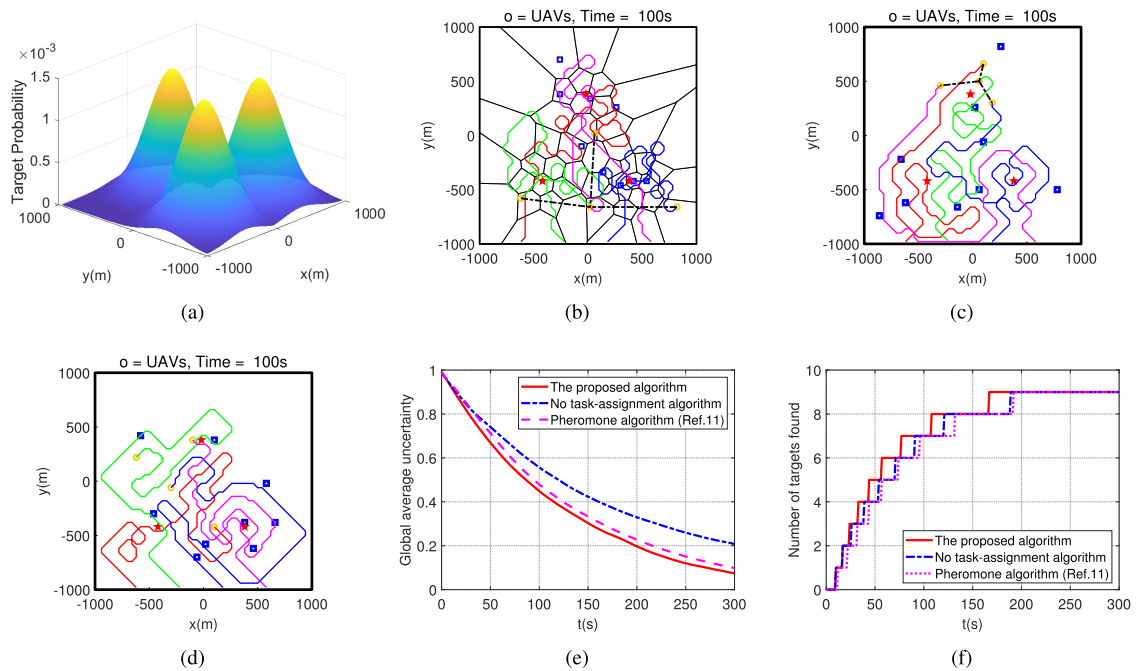 ×10⁻³
1.5
1
0.5
0
Target Probability
1000
0
-1000
y(m)
-1000
0
1000
x(m)
(a)
o = UAVs, Time = 100s
1000
500
0
-500
-1000
y(m)
-1000 -500 0 500 1000
x(m)
(b)
o = UAVs, Time = 100s
1000
500
0
-500
-1000
y(m)
-1000 -500 0 500 1000
x(m)
(c)
o = UAVs, Time = 100s
1000
500
0
-500
-1000
y(m)
-1000 -500 0 500 1000
x(m)
(d)
1
0.8
0.6
0.4
0.2
0
Global average uncertainty
The proposed algorithm
No task-assignment algorithm
Pheromone algorithm (Ref.11)
0 50 100 150 200 250 300
t(s)
(e)
10
8
6
4
2
0
Number of targets found
The proposed algorithm
No task-assignment algorithm
Pheromone algorithm (Ref.11)
0 50 100 150 200 250 300
t(s)
(f)